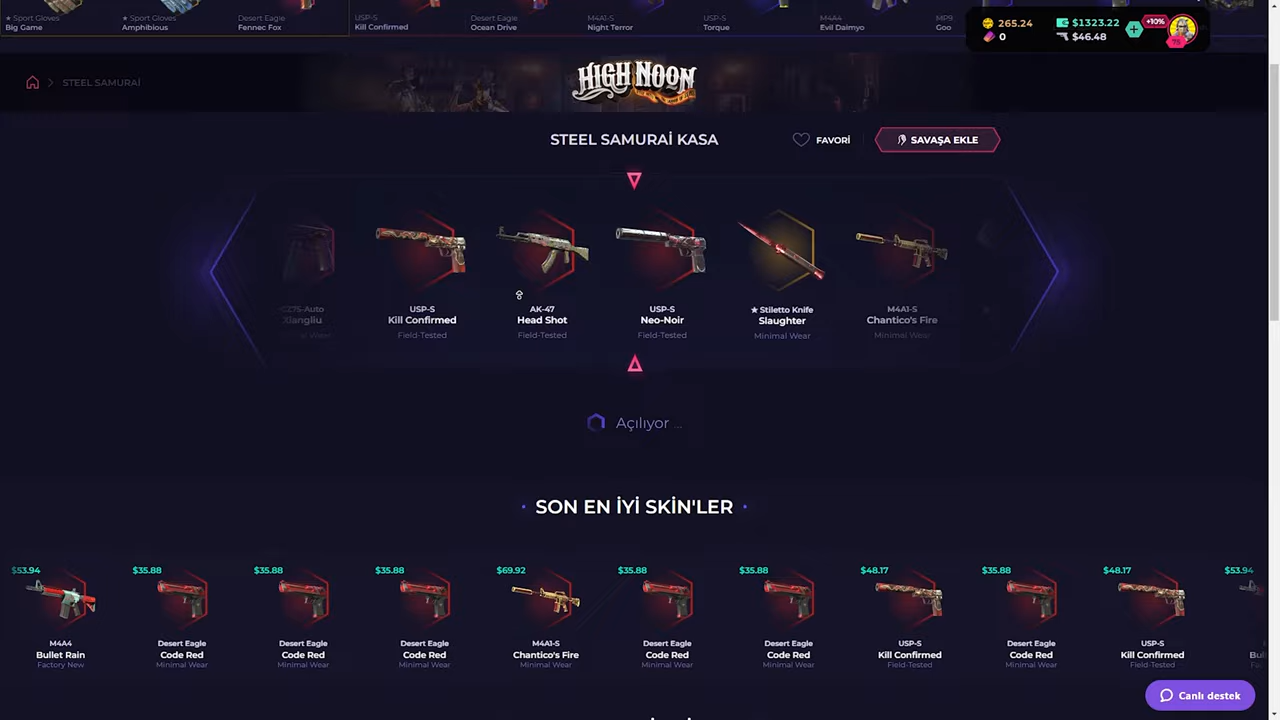 ★ Sport Gloves
Big Game
★ Sport Gloves
Amphibious
Desert Eagle
Fennec Fox
USP-S
Kill Confirmed
Desert Eagle
Ocean Drive
M4A1-S
Night Terror
USP-S
Torque
M4A4
Evil Daimyo
MP9
Goo
265.24
0
$1323.22
$46.48
+10%
STEEL SAMURAİ
HIGH NOON
STEEL SAMURAİ KASA
FAVORİ
SAVAŞA EKLE
CZ75-Auto
Xiangliu
USP-S
Kill Confirmed
Field-Tested
AK-47
Head Shot
Field-Tested
USP-S
Neo-Noir
Field-Tested
★ Stiletto Knife
Slaughter
Minimal Wear
M4A1-S
Chantico's Fire
Minimal Wear
Açılıyor ...
SON EN İYİ SKİN'LER
$53.94
M4A4
Bullet Rain
Factory New
$35.88
Desert Eagle
Code Red
Minimal Wear
$35.88
Desert Eagle
Code Red
Minimal Wear
$35.88
Desert Eagle
Code Red
Minimal Wear
$69.92
M4A1-S
Chantico's Fire
Minimal Wear
$35.88
Desert Eagle
Code Red
Minimal Wear
$35.88
Desert Eagle
Code Red
Minimal Wear
$48.17
USP-S
Kill Confirmed
Field-Tested
$35.88
Desert Eagle
Code Red
Minimal Wear
$48.17
USP-S
Kill Confirmed
Field-Tested
$53.94
Canlı destek